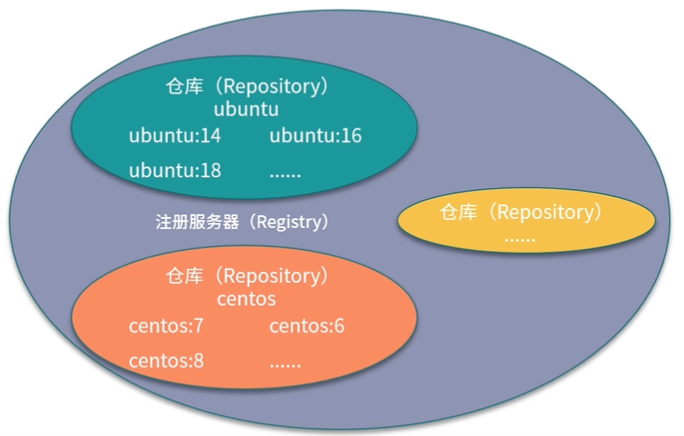 仓库（Repository）
ubuntu
ubuntu:14 ubuntu:16
ubuntu:18 ......
注册服务器（Registry）
仓库（Repository）
......
仓库（Repository）
centos
centos:7 centos:6
centos:8 ......